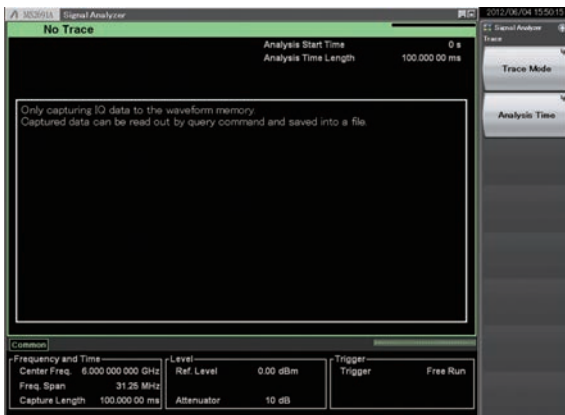 MS2691A Signal Analyzer
2012/06/04 15:50:15
No Trace
Analysis Start Time 0 s
Analysis Time Length 100.000 00 ms
Only capturing IQ data to the waveform memory.
Captured data can be read out by query command and saved into a file.
Signal Analyzer
Trace
Trace Mode
Analysis Time
Common
Frequency and Time
Center Freq. 6.000 000 000 GHz
Freq. Span 31.25 MHz
Capture Length 100.000 00 ms
Level
Ref. Level 0.00 dBm
Attenuator 10 dB
Trigger
Trigger Free Run